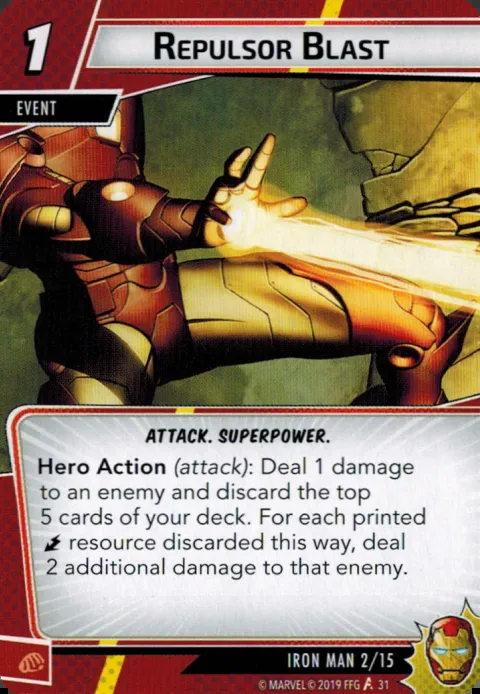 1
REPULSOR BLAST
EVENT
ATTACK. SUPERPOWER.
Hero Action (attack): Deal 1 damage
to an enemy and discard the top
5 cards of your deck. For each printed
resource discarded this way, deal
2 additional damage to that enemy.
IRON MAN 2/15
© MARVEL © 2019 FFG 31